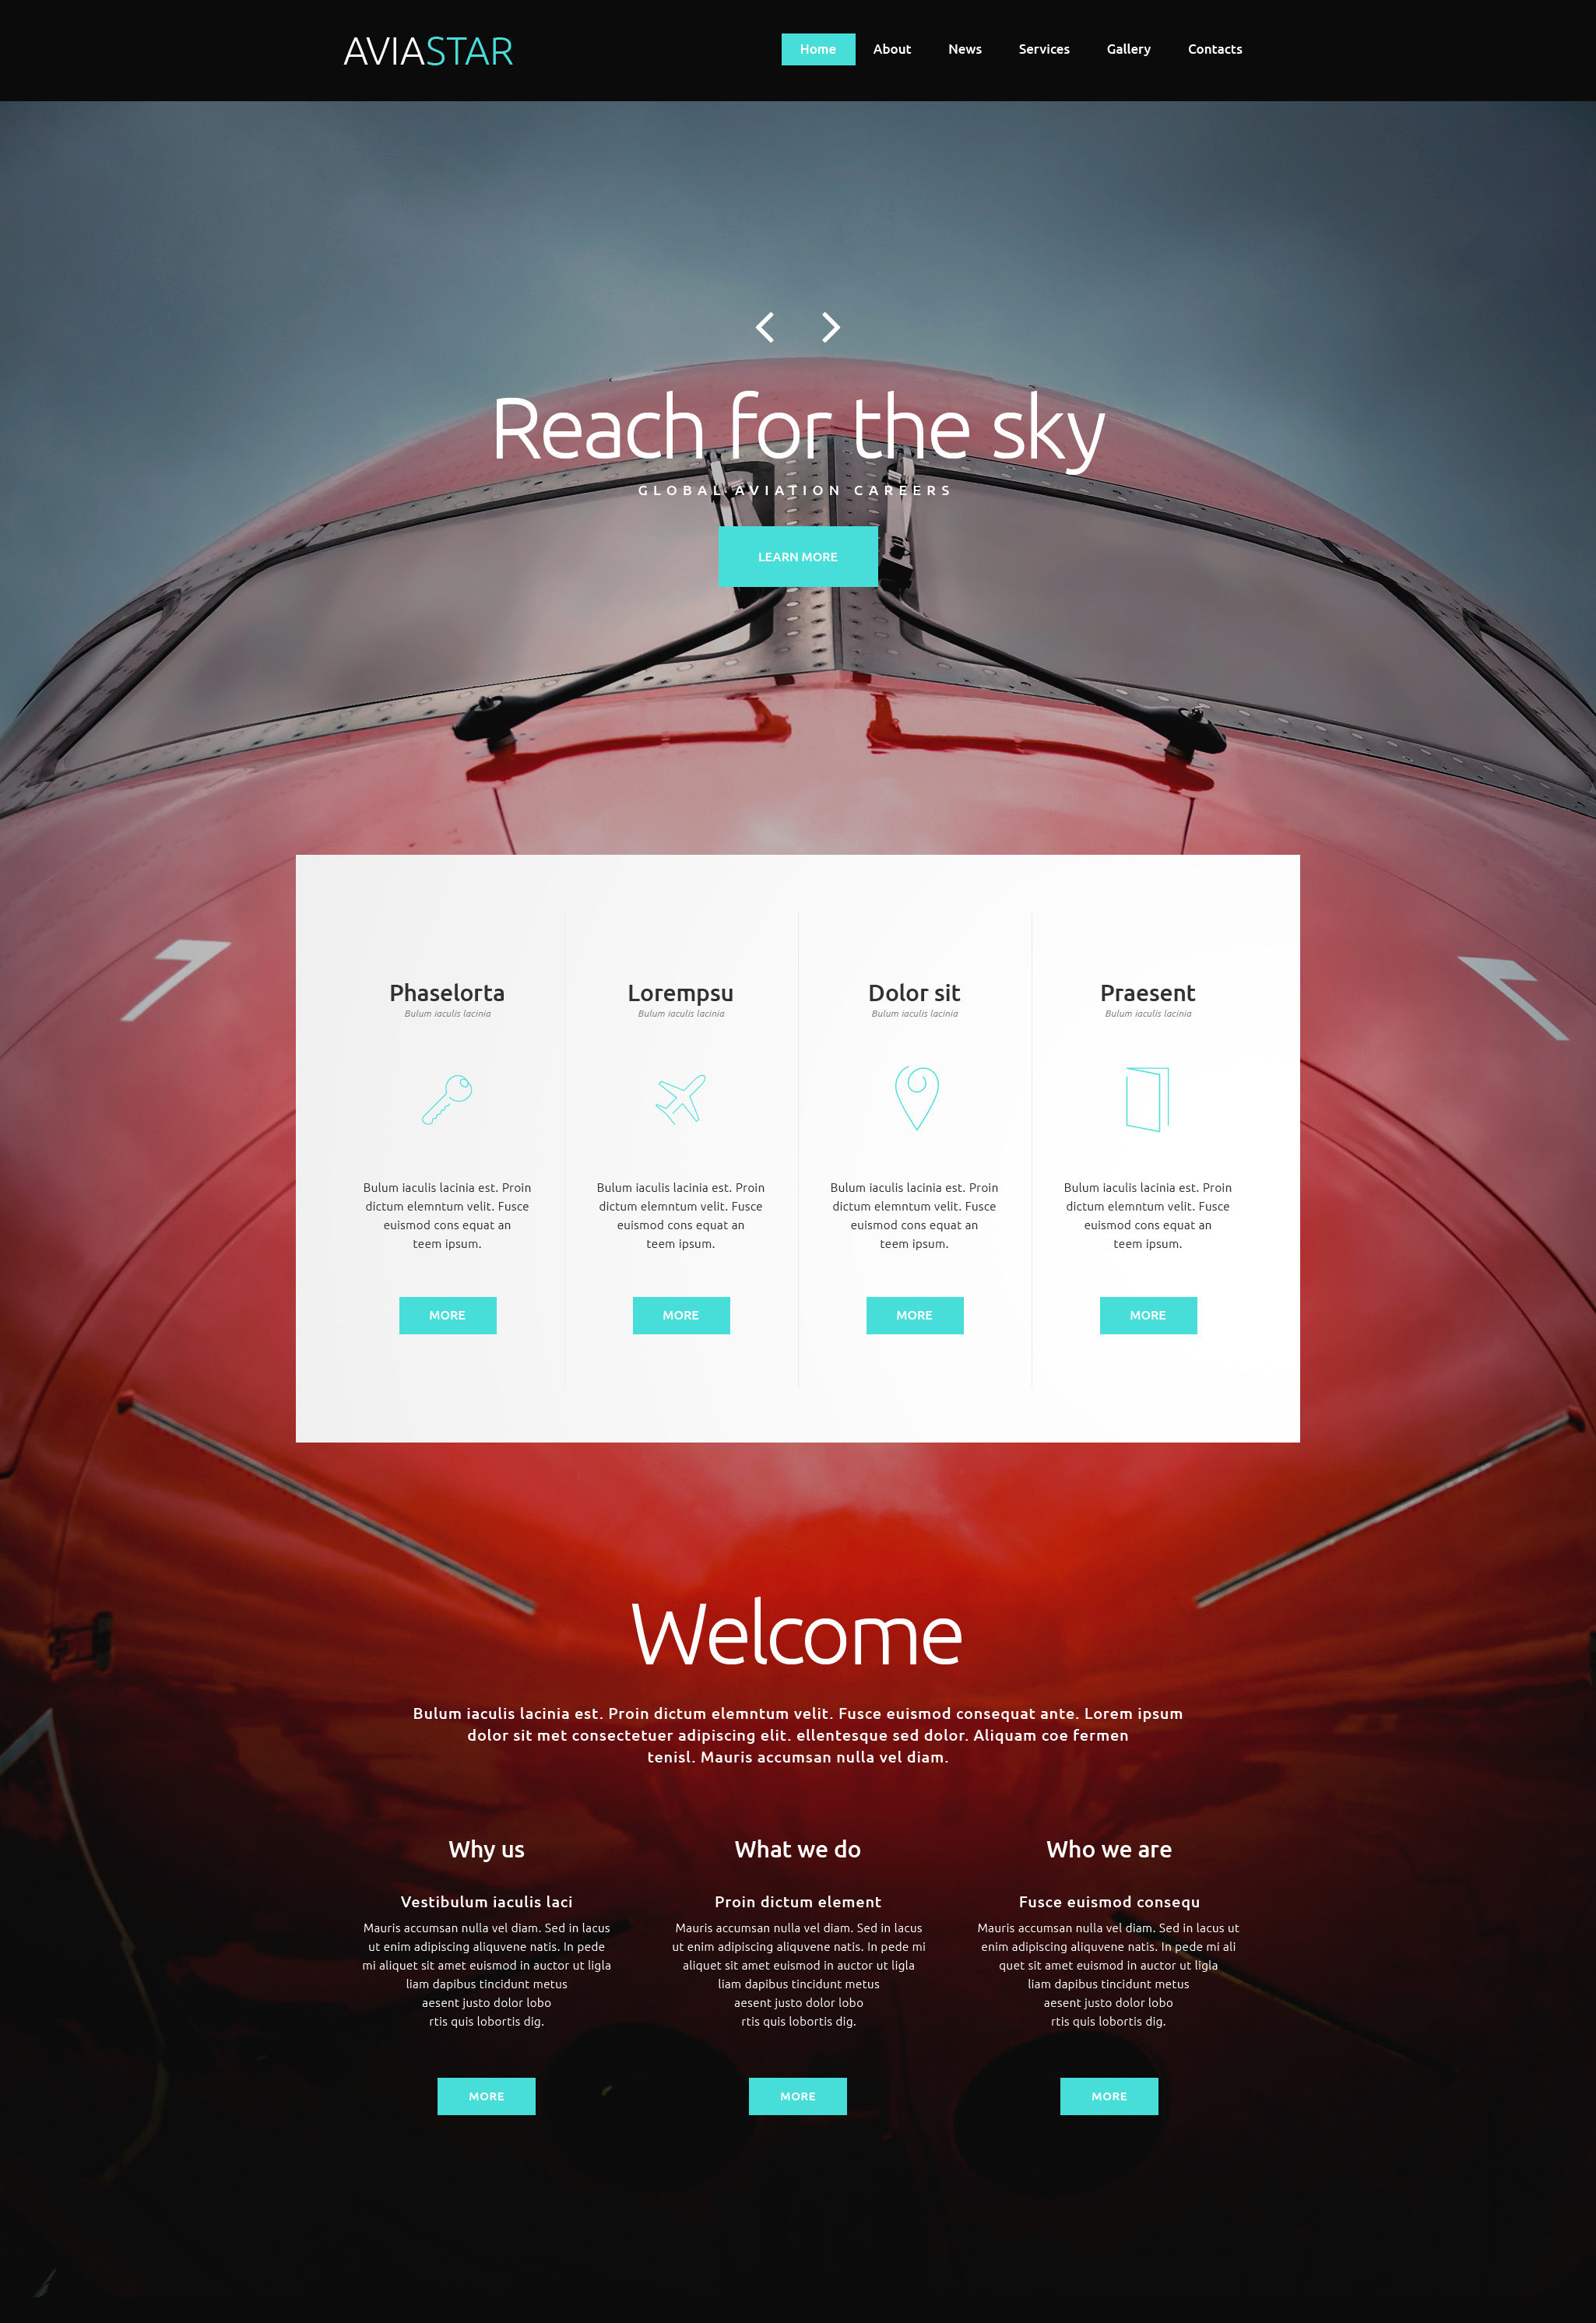 AVIASTAR
Home About News Services Gallery Contacts
Reach for the sky
GLOBAL AVIATION CAREERS
LEARN MORE
Phaselorta
Bulum iaculis lacinia
Bulum iaculis lacinia est. Proin
dictum elemntum velit. Fusce
euismod cons equat an
teem ipsum.
MORE
Lorempsu
Bulum iaculis lacinia
Bulum iaculis lacinia est. Proin
dictum elemntum velit. Fusce
euismod cons equat an
teem ipsum.
MORE
Dolor sit
Bulum iaculis lacinia
Bulum iaculis lacinia est. Proin
dictum elemntum velit. Fusce
euismod cons equat an
teem ipsum.
MORE
Praesent
Bulum iaculis lacinia
Bulum iaculis lacinia est. Proin
dictum elemntum velit. Fusce
euismod cons equat an
teem ipsum.
MORE
Welcome
Bulum iaculis lacinia est. Proin dictum elemntum velit. Fusce euismod consequat ante. Lorem ipsum
dolor sit met consectetuer adipiscing elit. ellentesque sed dolor. Aliquam coe fermen
tenisl. Mauris accumsan nulla vel diam.
Why us
Vestibulum iaculis laci
Mauris accumsan nulla vel diam. Sed in lacus
ut enim adipiscing aliquvene natis. In pede
mi aliquet sit amet euismod in auctor ut ligla
liam dapibus tincidunt metus
aesent justo dolor lobo
rtis quis lobortis dig.
MORE
What we do
Proin dictum element
Mauris accumsan nulla vel diam. Sed in lacus
ut enim adipiscing aliquvene natis. In pede mi
aliquet sit amet euismod in auctor ut ligla
liam dapibus tincidunt metus
aesent justo dolor lobo
rtis quis lobortis dig.
MORE
Who we are
Fusce euismod consequ
Mauris accumsan nulla vel diam. Sed in lacus ut
enim adipiscing aliquvene natis. In pede mi ali
quet sit amet euismod in auctor ut ligla
liam dapibus tincidunt metus
aesent justo dolor lobo
rtis quis lobortis dig.
MORE